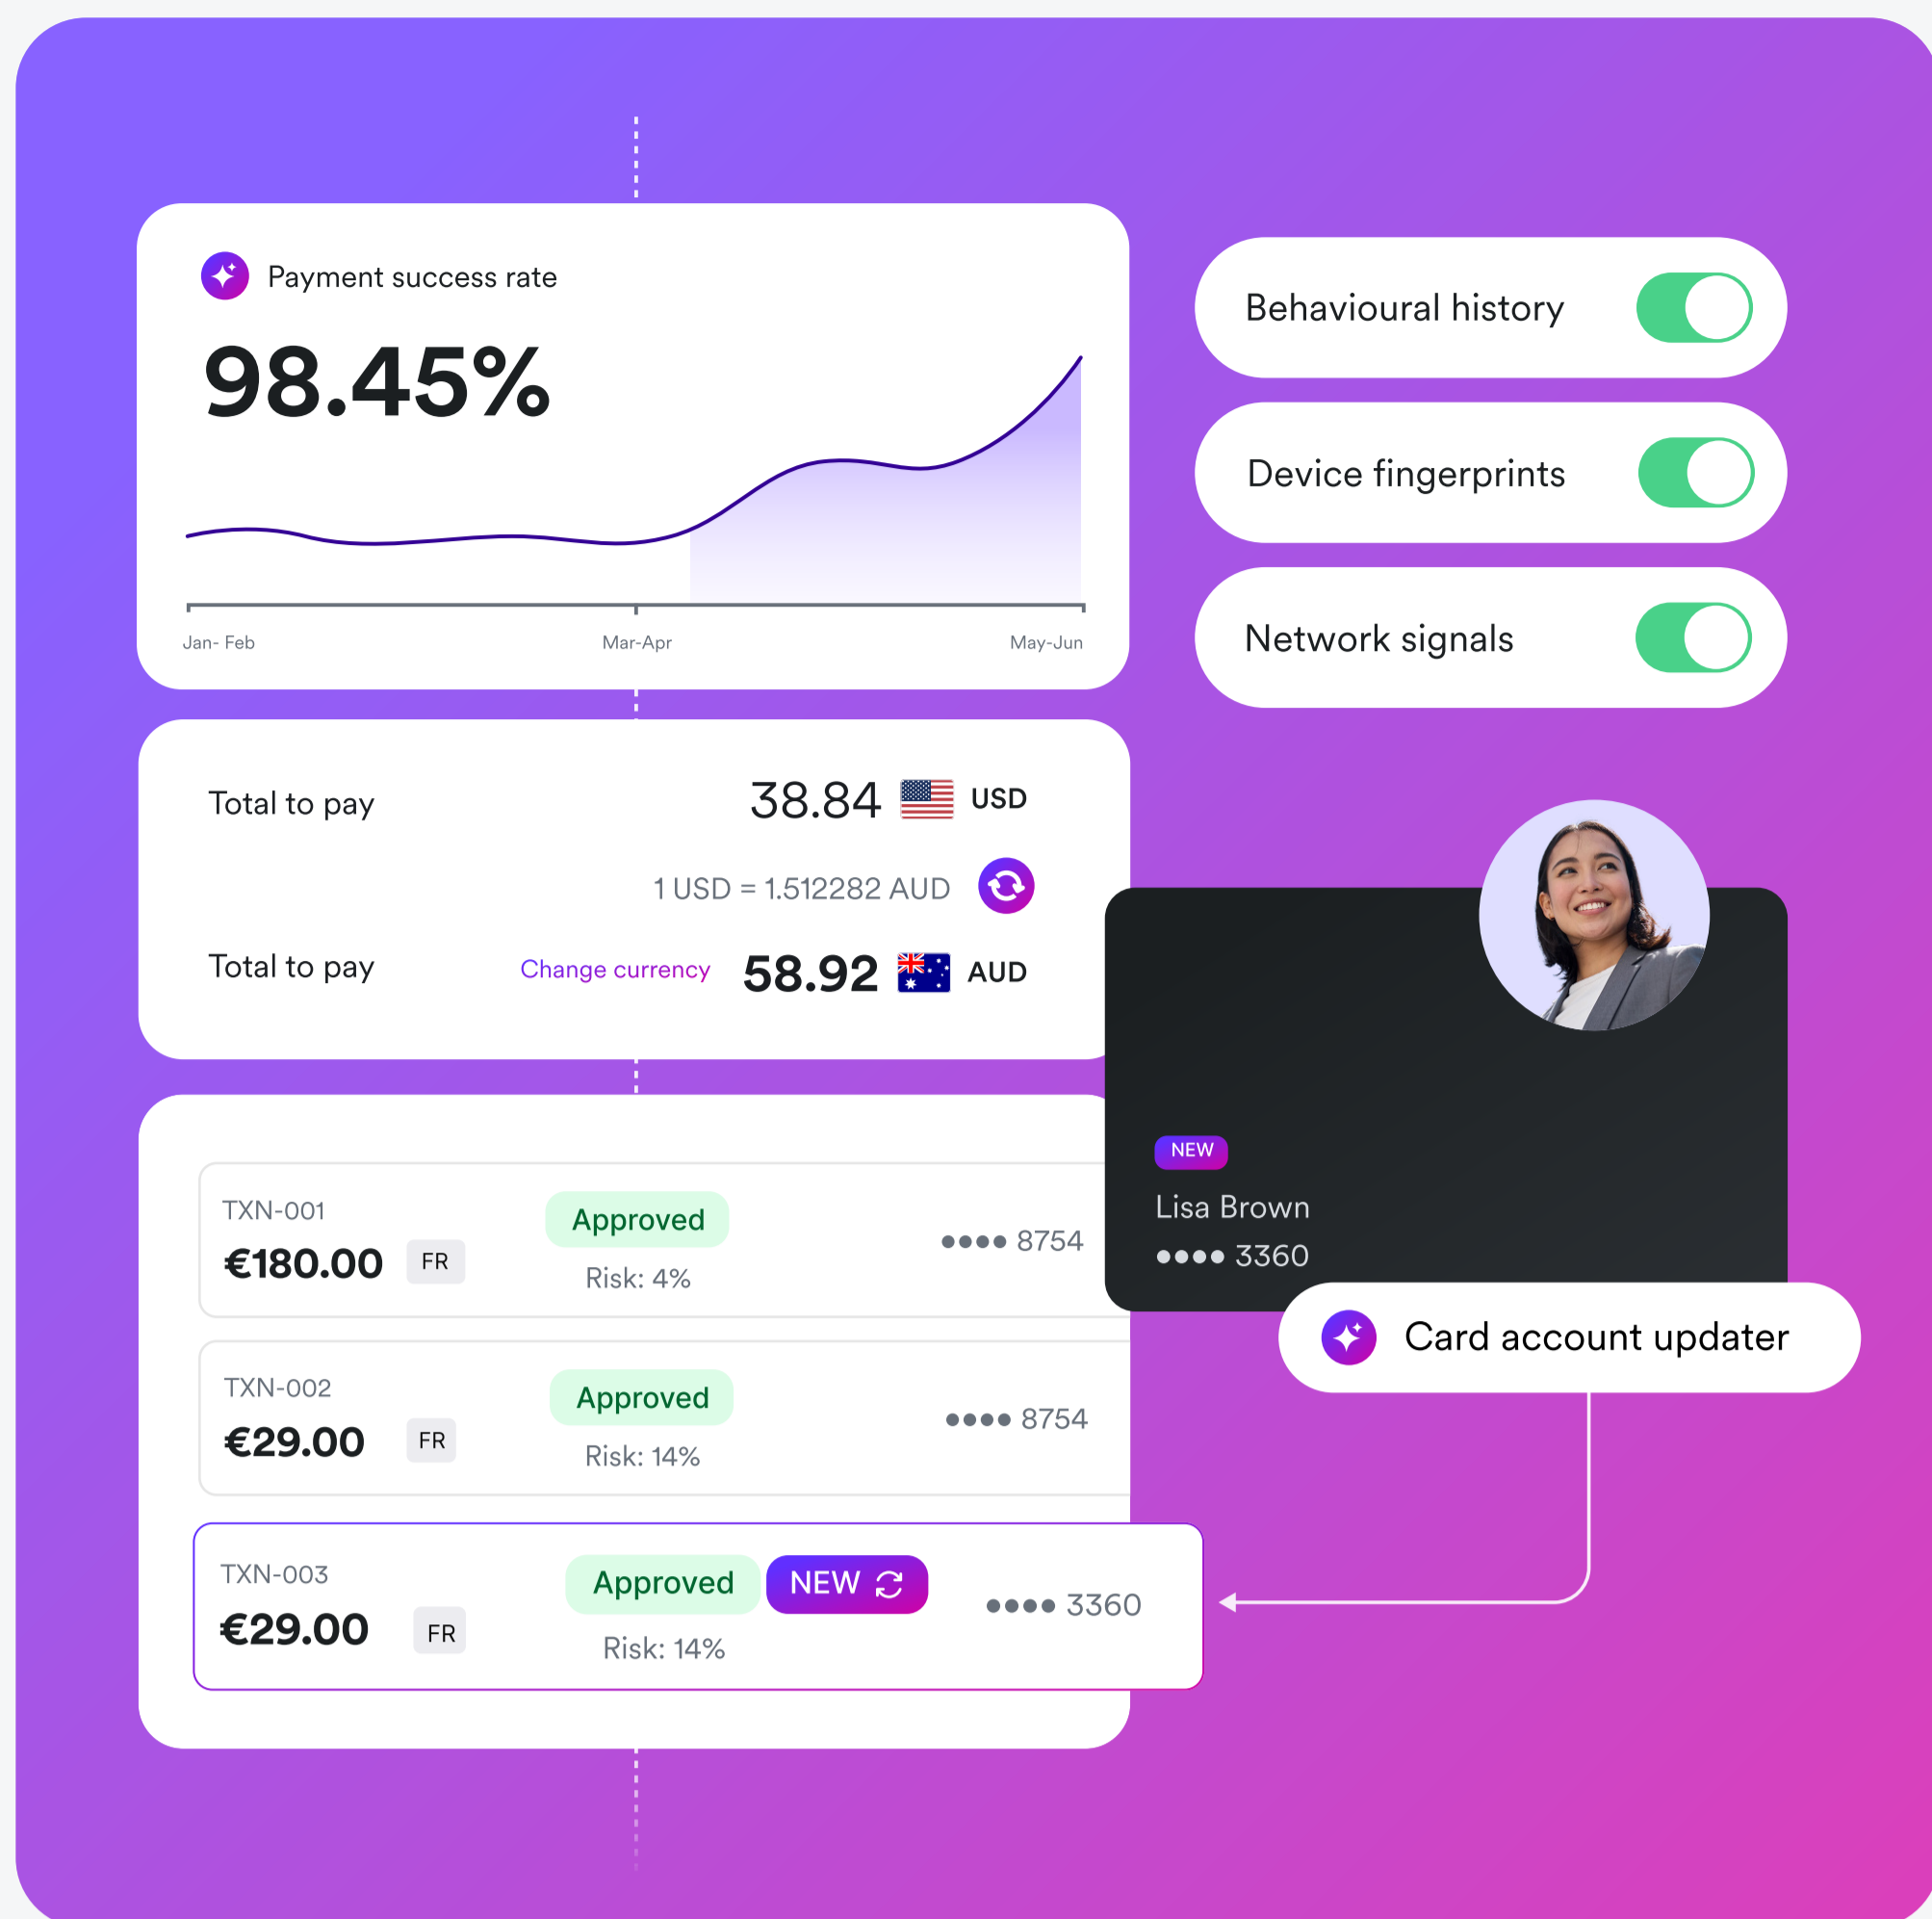 Payment success rate
98.45%
Jan- Feb
Mar-Apr
May-Jun
Behavioural history
Device fingerprints
Network signals
Total to pay
38.84 USD
1 USD = 1.512282 AUD
Total to pay
Change currency
58.92 AUD
TXN-001
€180.00 FR
Approved
Risk: 4%
●●●● 8754
TXN-002
€29.00 FR
Approved
Risk: 14%
●●●● 8754
TXN-003
€29.00 FR
Approved
NEW
Risk: 14%
●●●● 3360
NEW
Lisa Brown
●●●● 3360
Card account updater